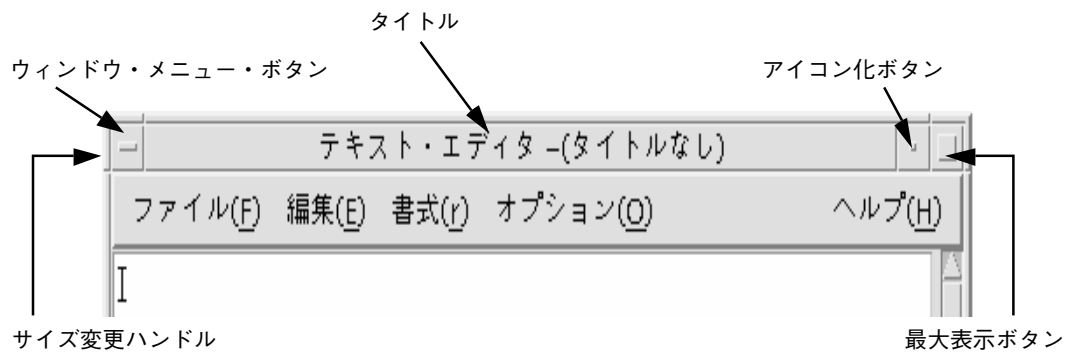 タイトル
ウィンドウ・メニュー・ボタン
アイコン化ボタン
テキスト・エディタ –(タイトルなし)
ファイル(F) 編集(E) 書式(r) オプション(O) ヘルプ(H)
サイズ変更ハンドル
最大表示ボタン